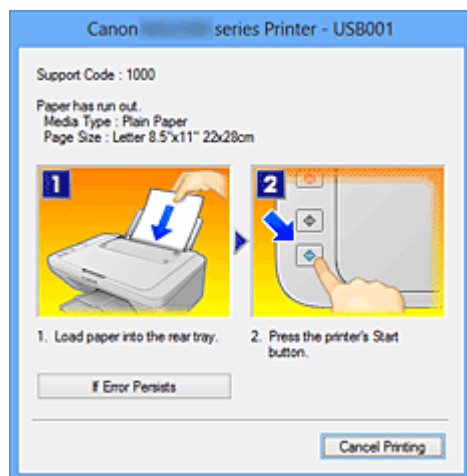 Canon series Printer - USB001
Support Code : 1000
Paper has run out.
Media Type : Plain Paper
Page Size : Letter 8.5"x11" 22x28cm
1
2
1. Load paper into the rear tray.
2. Press the printer's Start
button.
If Error Persists
Cancel Printing